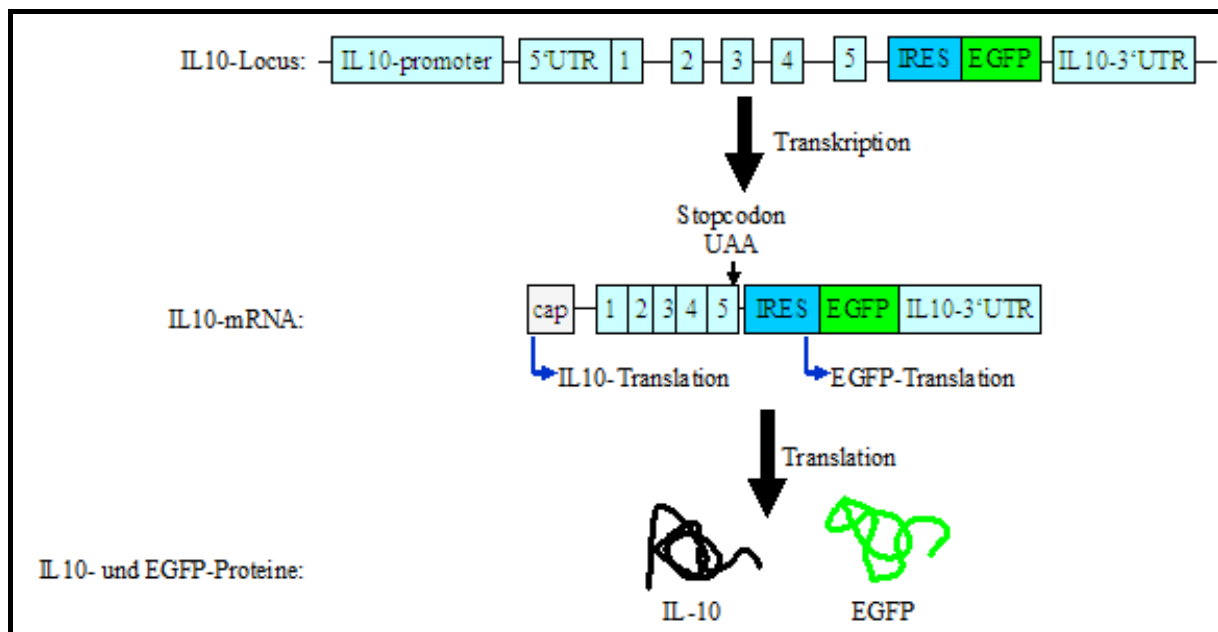 IL10-Locus: IL10-promoter 5‘UTR 1 2 3 4 5 IRES EGFP IL10-3‘UTR
Transkription
Stopcodon
UAA
IL10-mRNA: cap 1 2 3 4 5 IRES EGFP IL10-3‘UTR
IL10-Translation EGFP-Translation
Translation
IL10- und EGFP-Proteine:
IL-10 EGFP